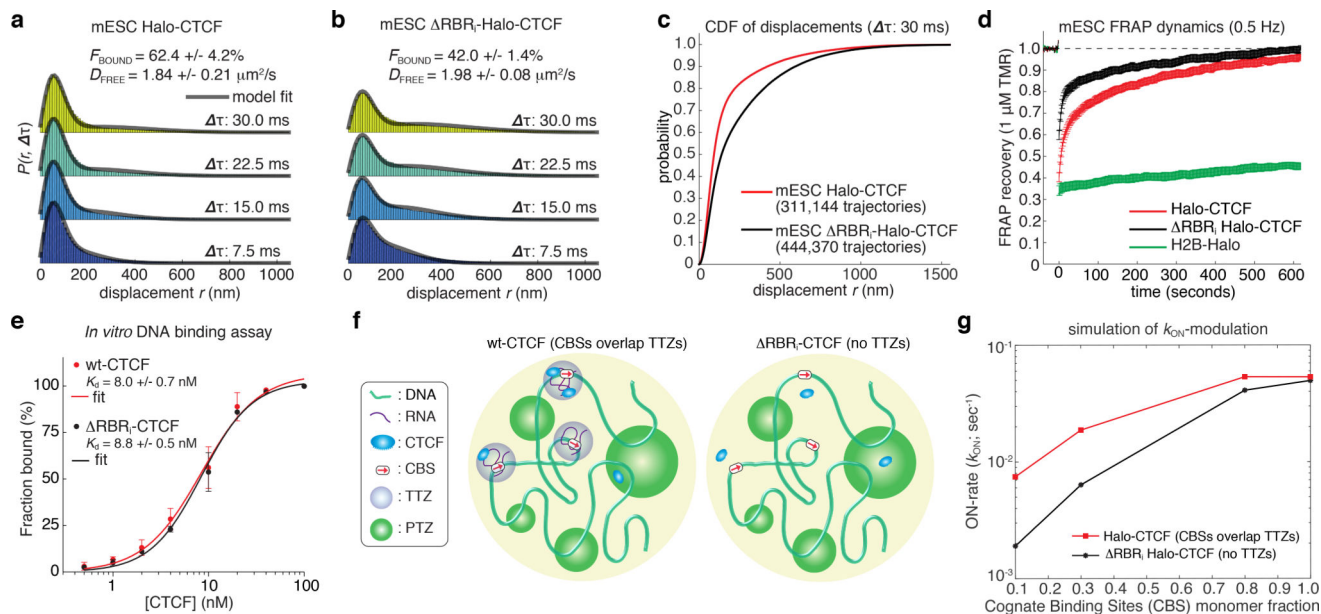 a
mESC Halo-CTCF
F_BOUND = 62.4 +/- 4.2%
D_FREE = 1.84 +/- 0.21 μm²/s
model fit
Δτ: 30.0 ms
Δτ: 22.5 ms
Δτ: 15.0 ms
Δτ: 7.5 ms
P(r, Δτ)
0 200 400 600 800 1000
displacement r (nm)
b
mESC ΔRBRᵢ-Halo-CTCF
F_BOUND = 42.0 +/- 1.4%
D_FREE = 1.98 +/- 0.08 μm²/s
model fit
Δτ: 30.0 ms
Δτ: 22.5 ms
Δτ: 15.0 ms
Δτ: 7.5 ms
0 200 400 600 800 1000
displacement r (nm)
c
CDF of displacements (Δτ: 30 ms)
1.0
0.9
0.8
0.7
0.6
0.5
0.4
0.3
0.2
0.1
0
probability
mESC Halo-CTCF
(311,144 trajectories)
mESC ΔRBRᵢ-Halo-CTCF
(444,370 trajectories)
0 500 1000 1500
displacement r (nm)
d
mESC FRAP dynamics (0.5 Hz)
1.0
0.9
0.8
0.7
0.6
0.5
0.4
0.3
0.2
0.1
0
FRAP recovery (1 μM TMR)
Halo-CTCF
ΔRBRᵢ Halo-CTCF
H2B-Halo
0 100 200 300 400 500 600
time (seconds)
e
In vitro DNA binding assay
wt-CTCF
K_d = 8.0 +/- 0.7 nM
fit
ΔRBRᵢ-CTCF
K_d = 8.8 +/- 0.5 nM
fit
100
75
50
25
0
Fraction bound (%)
1 10 100
[CTCF] (nM)
f
wt-CTCF (CBSs overlap TTZs)
ΔRBRᵢ-CTCF (no TTZs)
: DNA
: RNA
: CTCF
: CBS
: TTZ
: PTZ
g
simulation of k_ON-modulation
10⁻¹
10⁻²
10⁻³
ON-rate (k_ON; sec⁻¹)
Halo-CTCF (CBSs overlap TTZs)
ΔRBRᵢ Halo-CTCF (no TTZs)
0.1 0.2 0.3 0.4 0.5 0.6 0.7 0.8 0.9 1.0
Cognate Binding Sites (CBS) monomer fraction